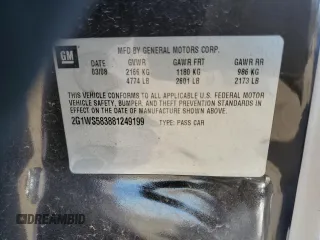 GM
MFD BY GENERAL MOTORS CORP.
DATE GVWR GAWR FRT GAWR RR
03/08 2166 KG 1180 KG 986 KG
4774 LB 2601 LB 2173 LB
THIS VEHICLE CONFORMS TO ALL APPLICABLE U.S. FEDERAL MOTOR
VEHICLE SAFETY, BUMPER, AND THEFT PREVENTION STANDARDS IN
EFFECT ON THE DATE OF MANUFACTURE SHOWN ABOVE.
2G1WS583881249199 TYPE: PASS CAR
DREAMBID